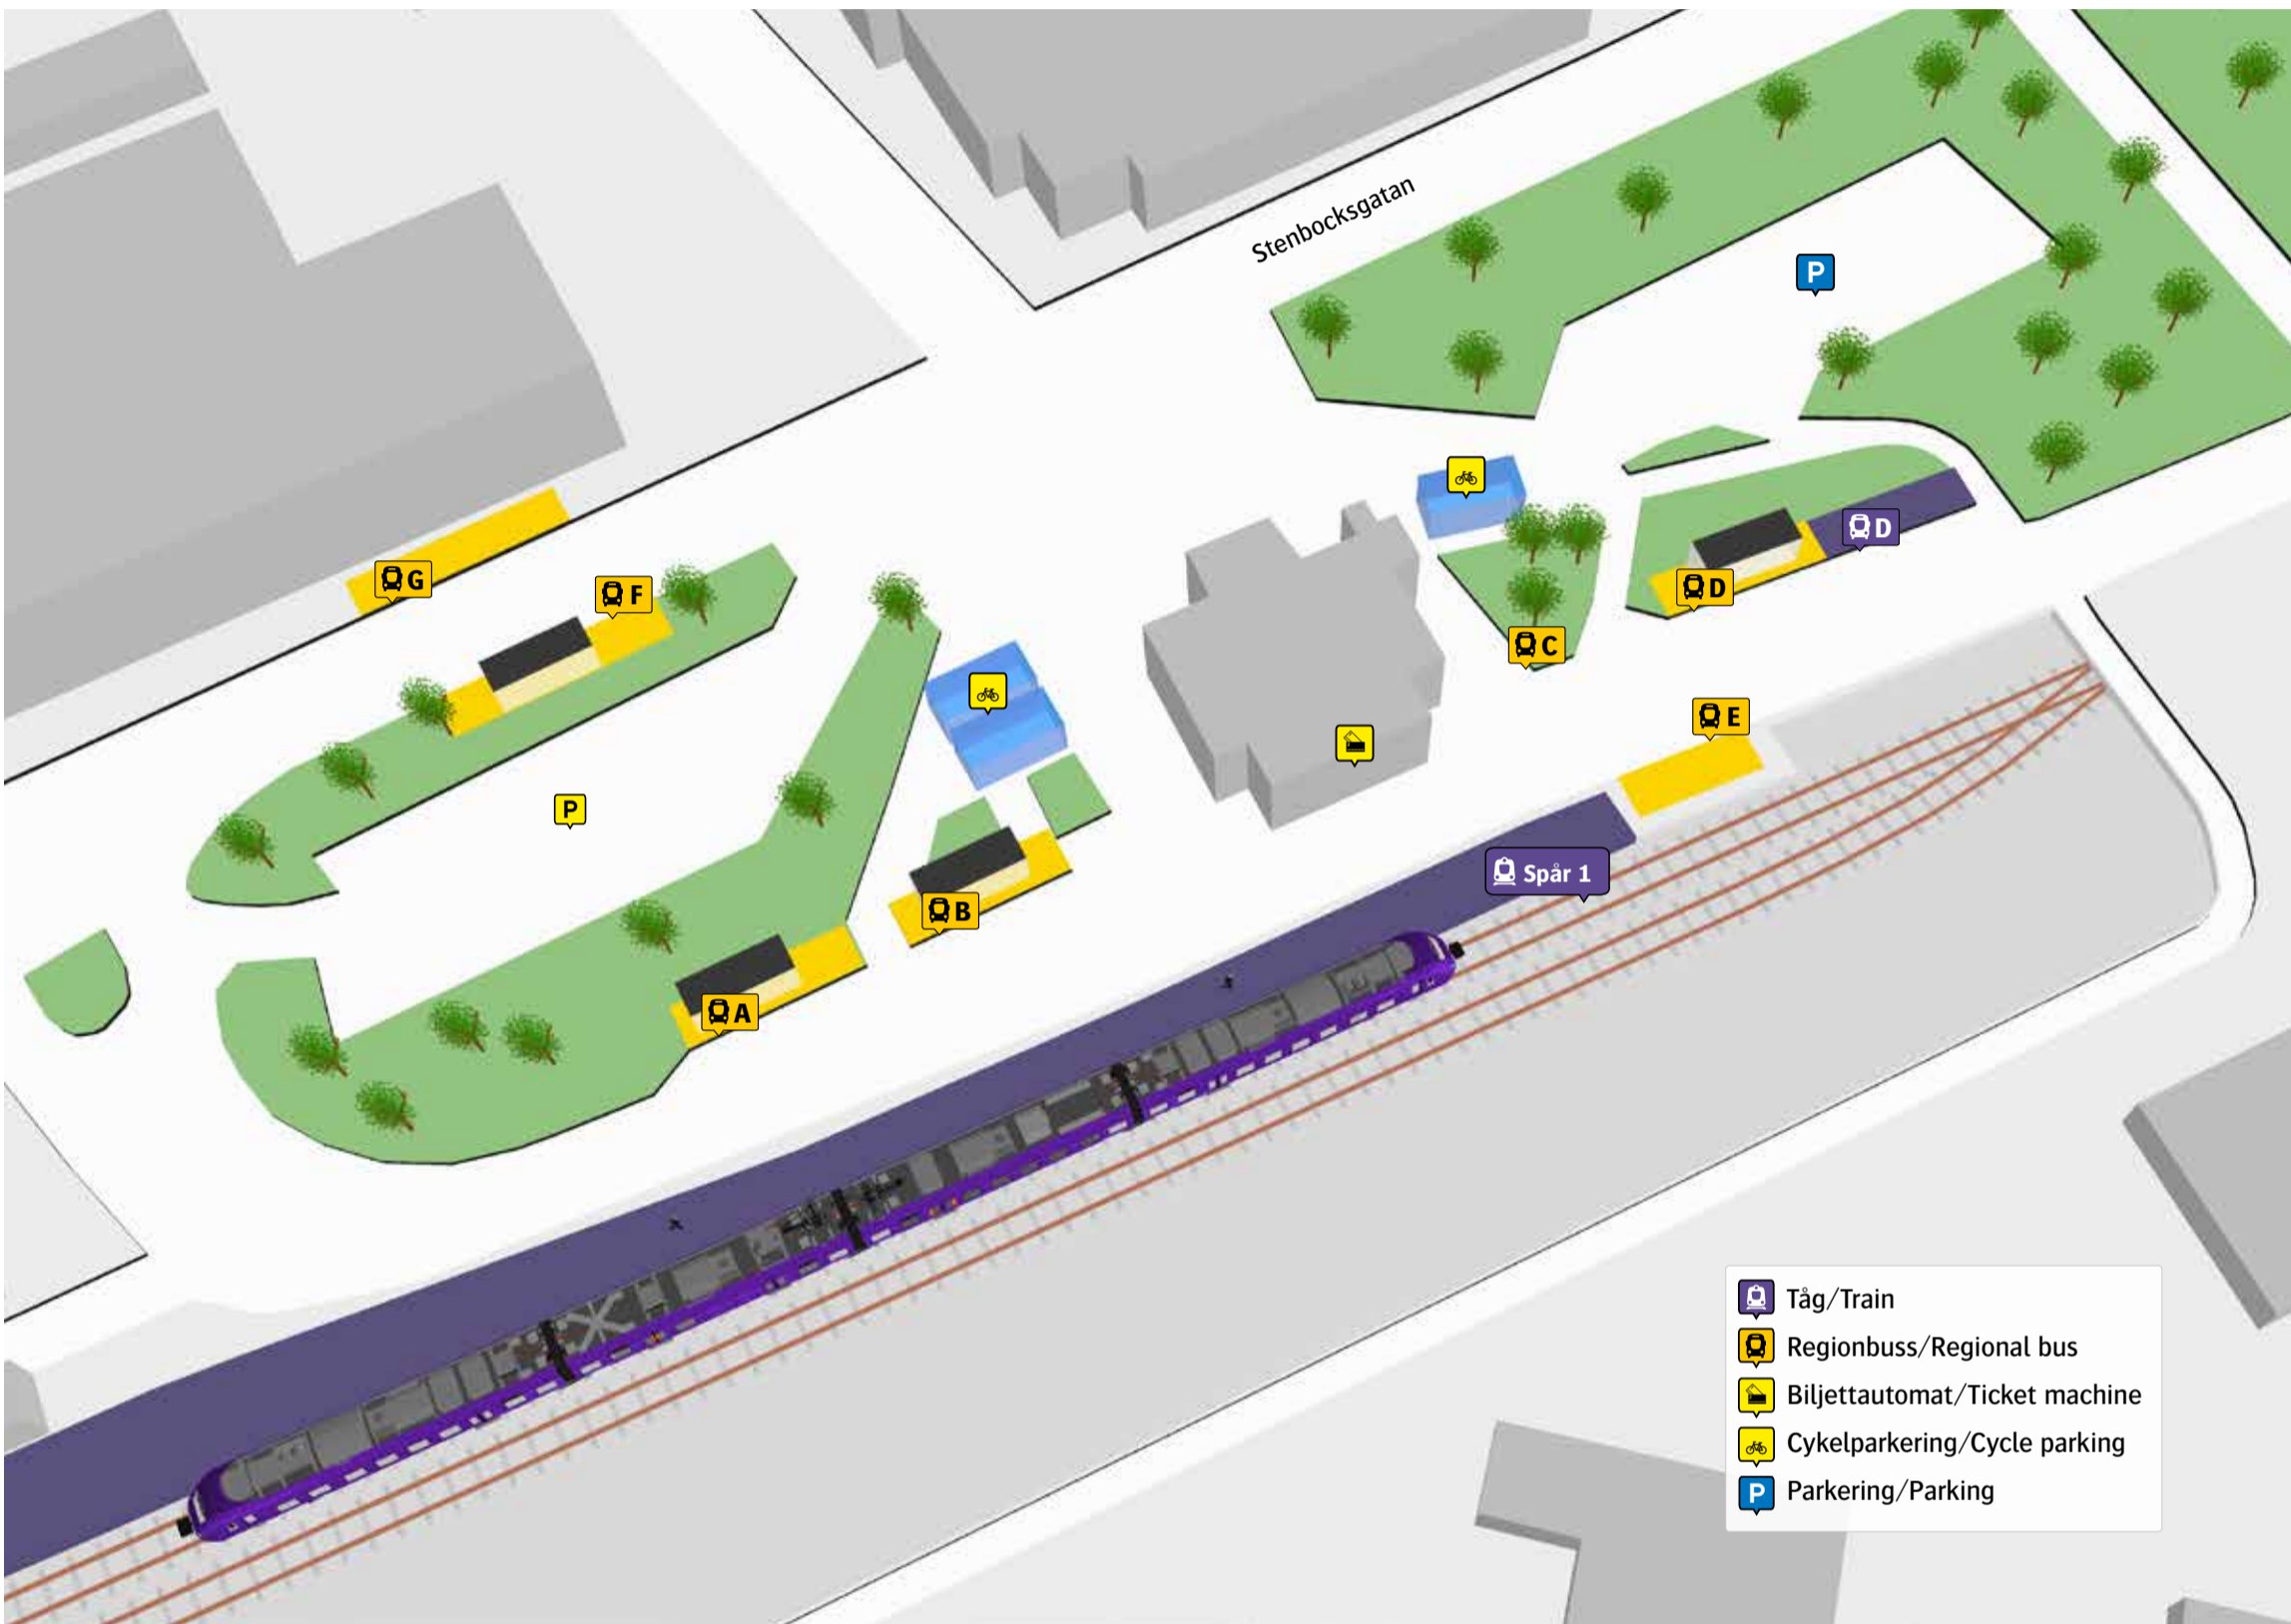 Stenbocksgatan
P
D
G
F
D
C
E
P
Spår 1
B
A
Tåg/Train
Regionbuss/Regional bus
Biljettautomat/Ticket machine
Cykelparkering/Cycle parking
P Parkering/Parking